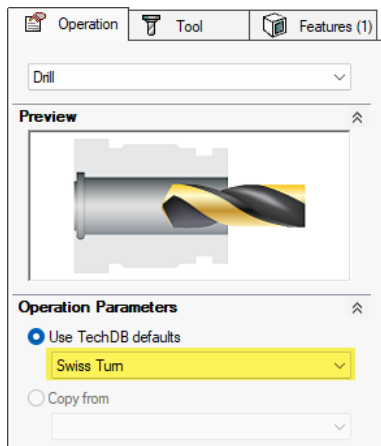 Operation Tool Features (1)
Drill
Preview
Operation Parameters
Use TechDB defaults
Swiss Turn
Copy from